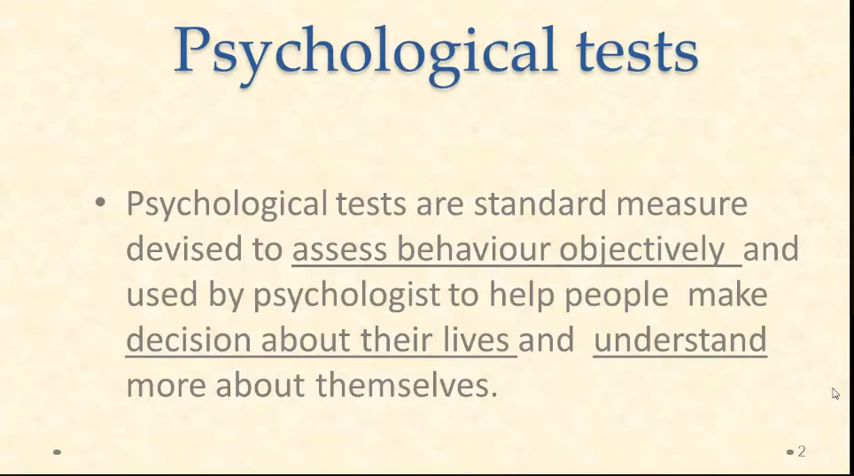 Psychological tests
• Psychological tests are standard measure
devised to assess behaviour objectively and
used by psychologist to help people make
decision about their lives and understand
more about themselves.
2